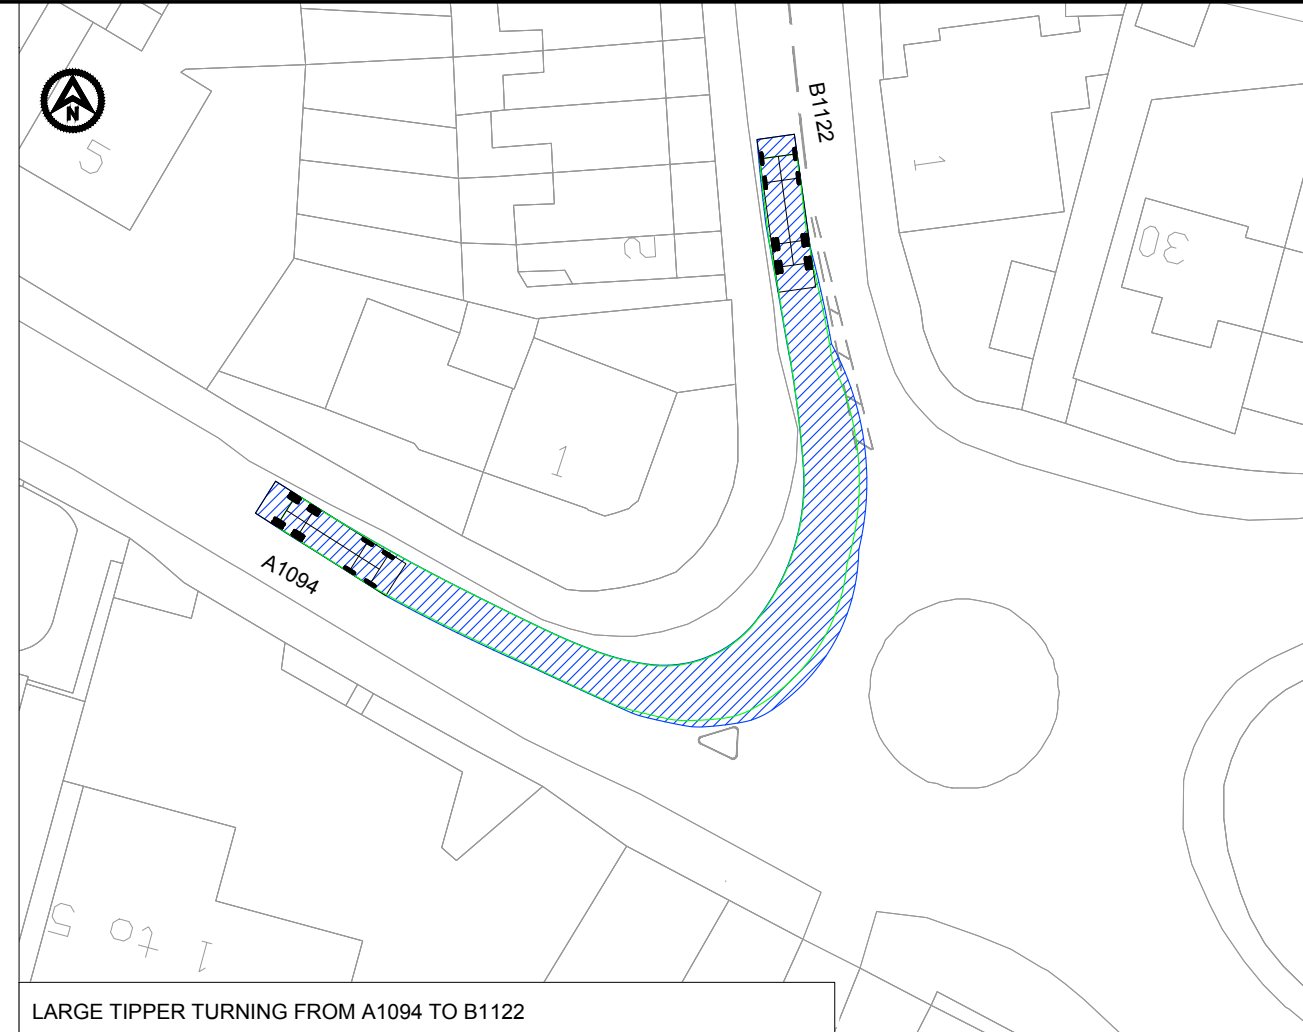 N
B1122
5
1
30
2
1
A1094
1 to 5
LARGE TIPPER TURNING FROM A1094 TO B1122